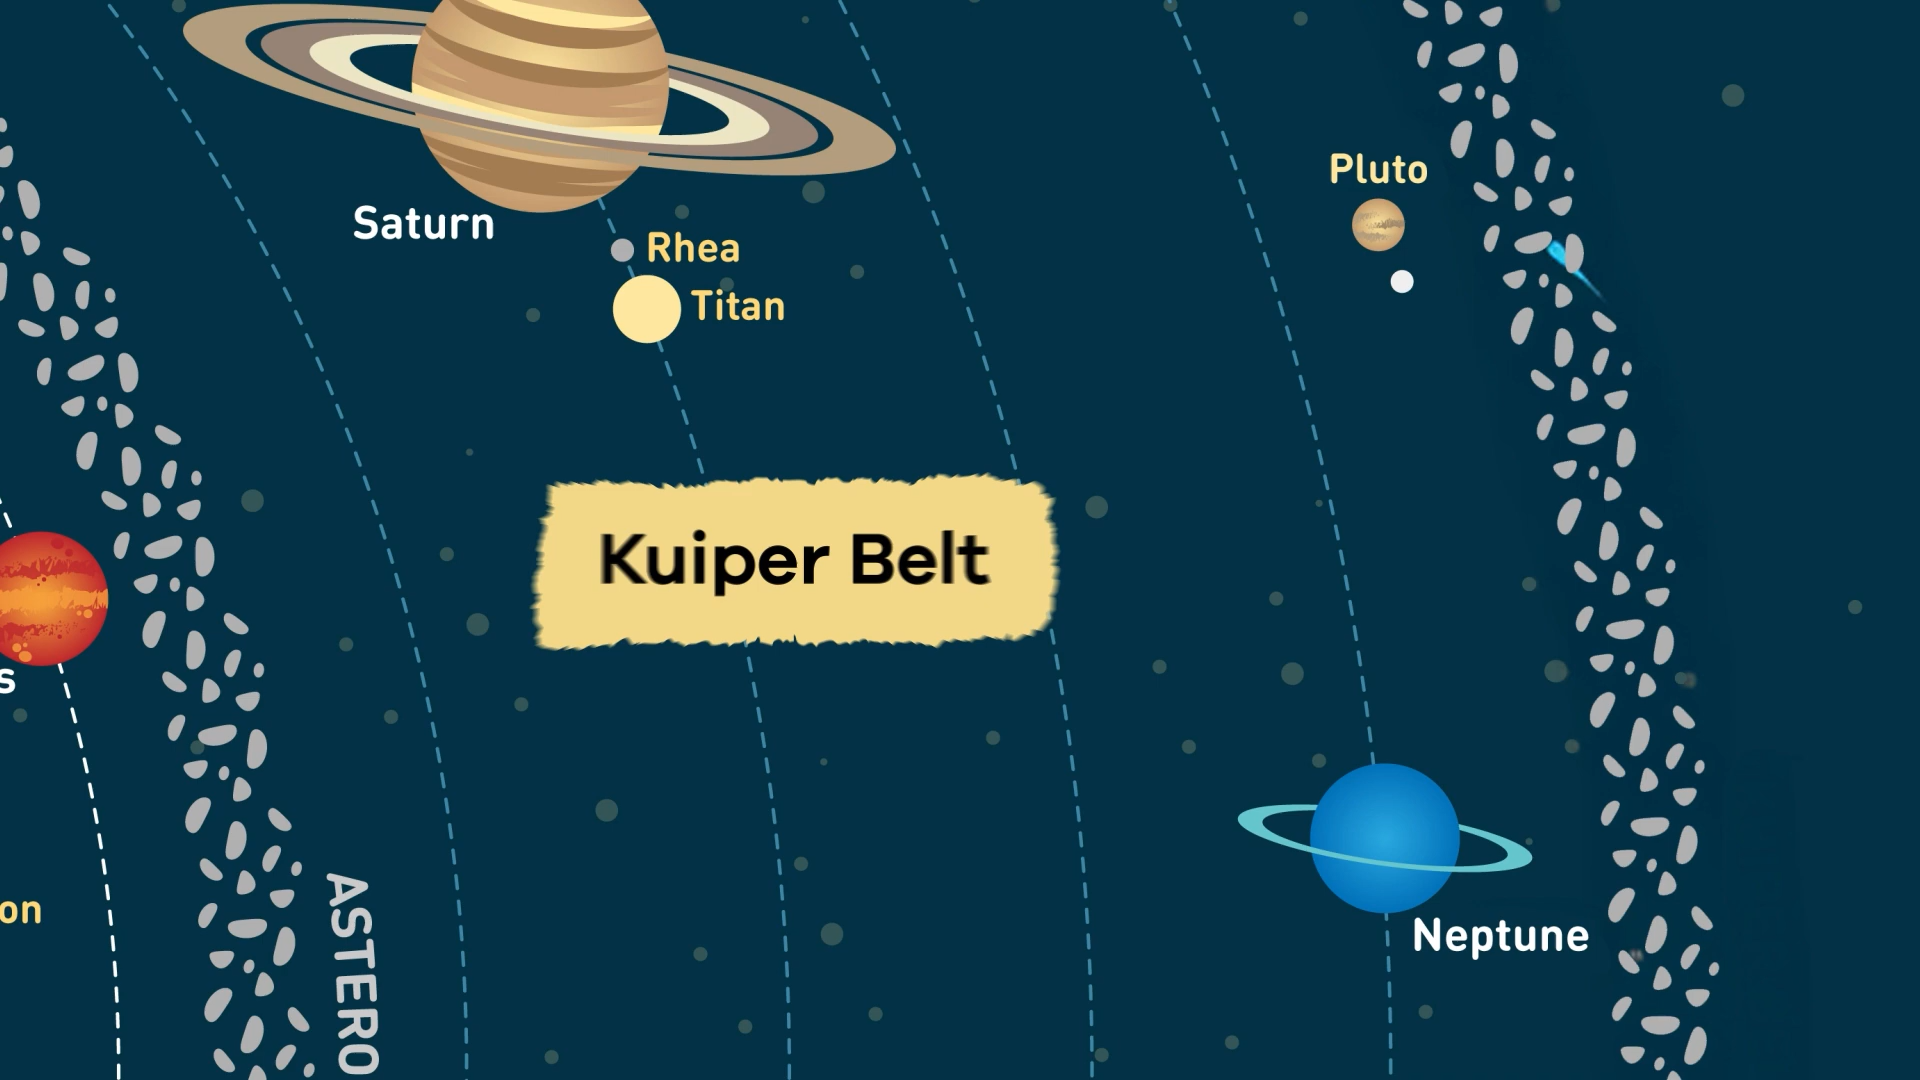 Pluto
Saturn
Rhea
Titan
Kuiper Belt
s
on
ASTERO
Neptune